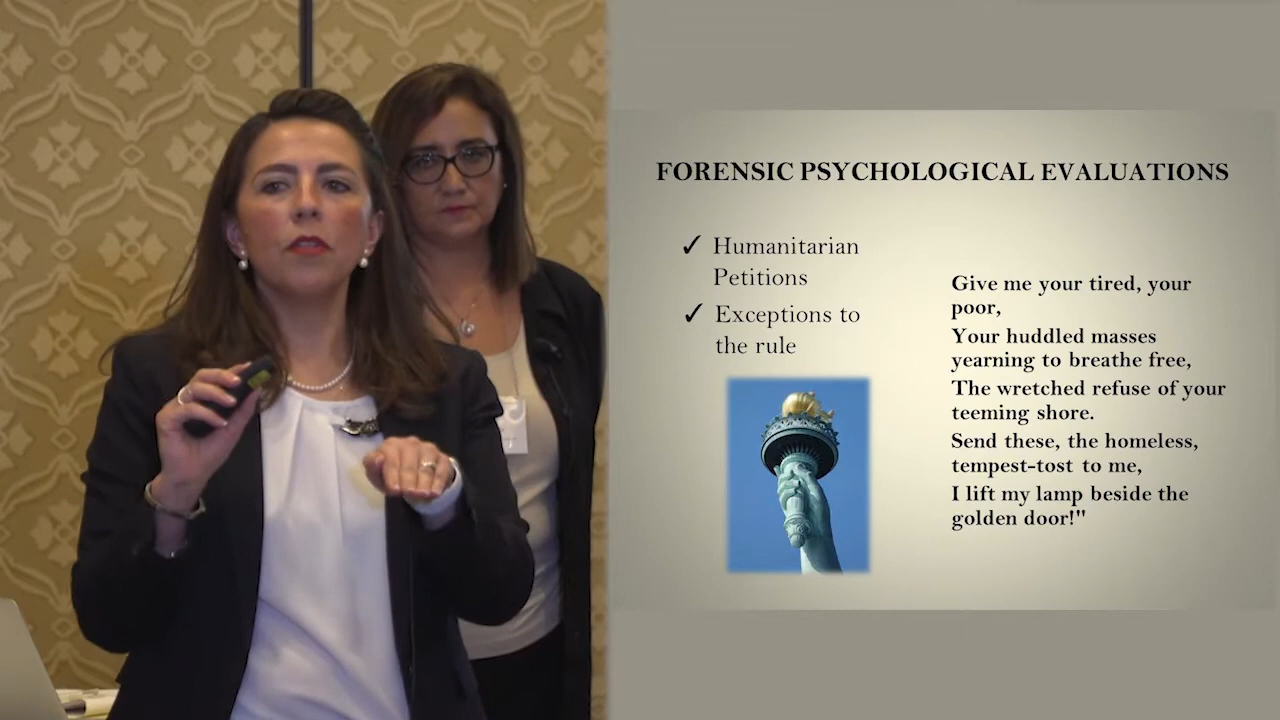 FORENSIC PSYCHOLOGICAL EVALUATIONS
✓ Humanitarian
Petitions
✓ Exceptions to
the rule
Give me your tired, your
poor,
Your huddled masses
yearning to breathe free,
The wretched refuse of your
teeming shore.
Send these, the homeless,
tempest-tost to me,
I lift my lamp beside the
golden door!"